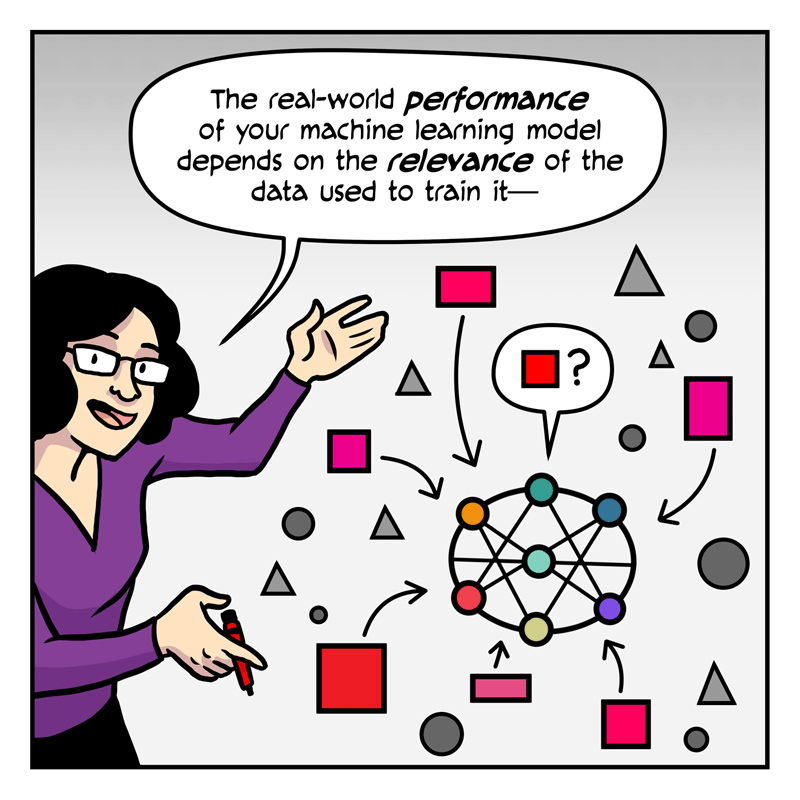 The real-world performance
of your machine learning model
depends on the relevance of the
data used to train it—
?